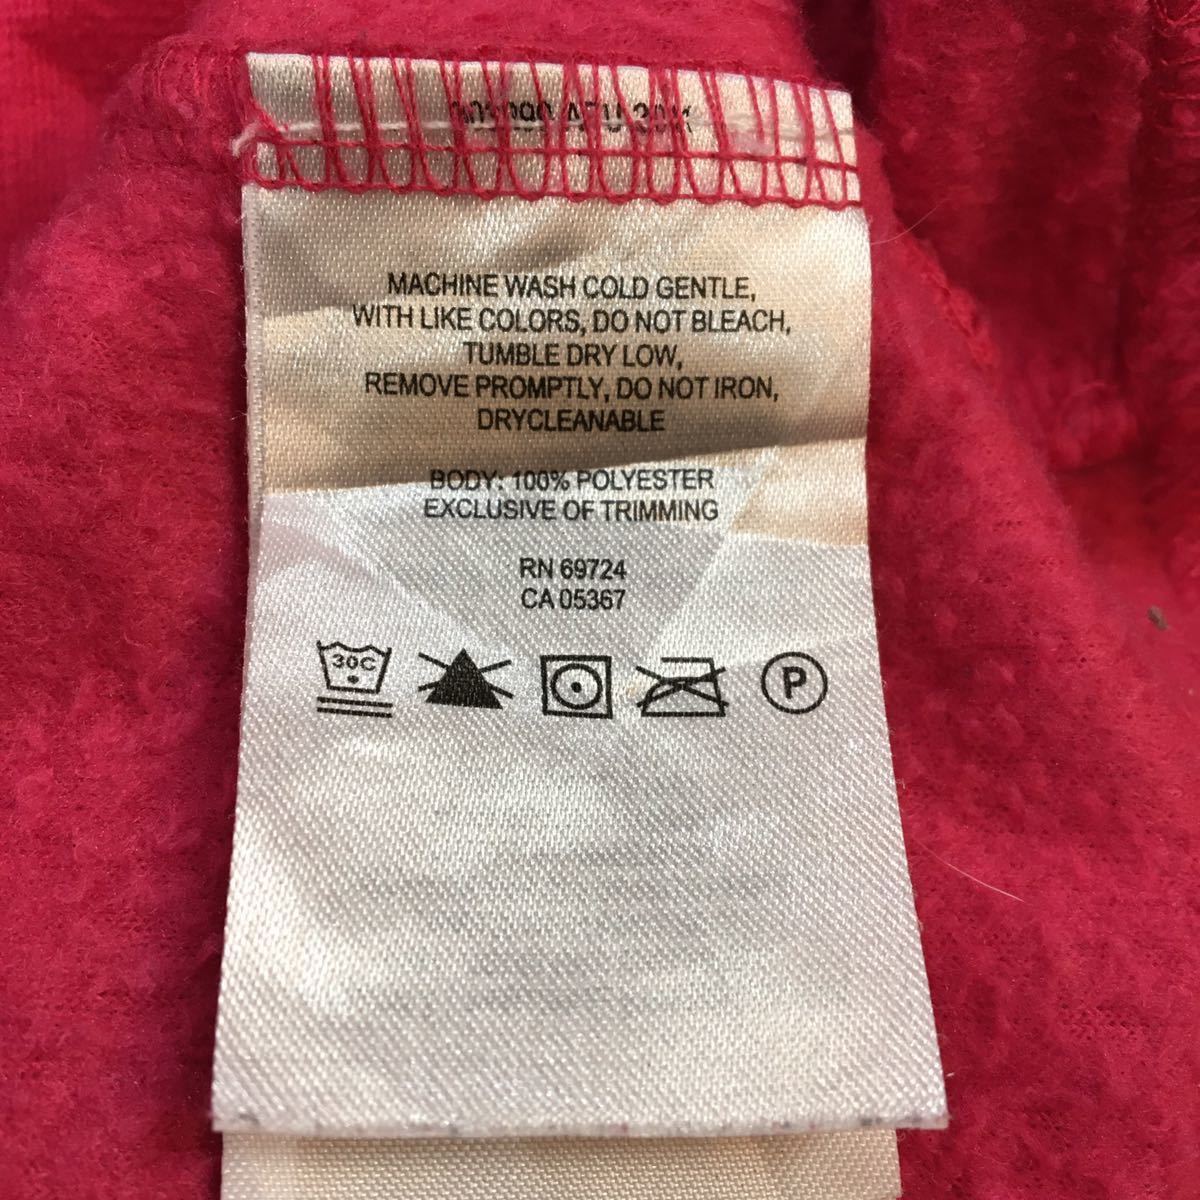 MACHINE WASH COLD GENTLE,
WITH LIKE COLORS, DO NOT BLEACH,
TUMBLE DRY LOW,
REMOVE PROMPTLY, DO NOT IRON,
DRYCLEANABLE
BODY: 100% POLYESTER
EXCLUSIVE OF TRIMMING
RN 69724
CA 05367
30C
P